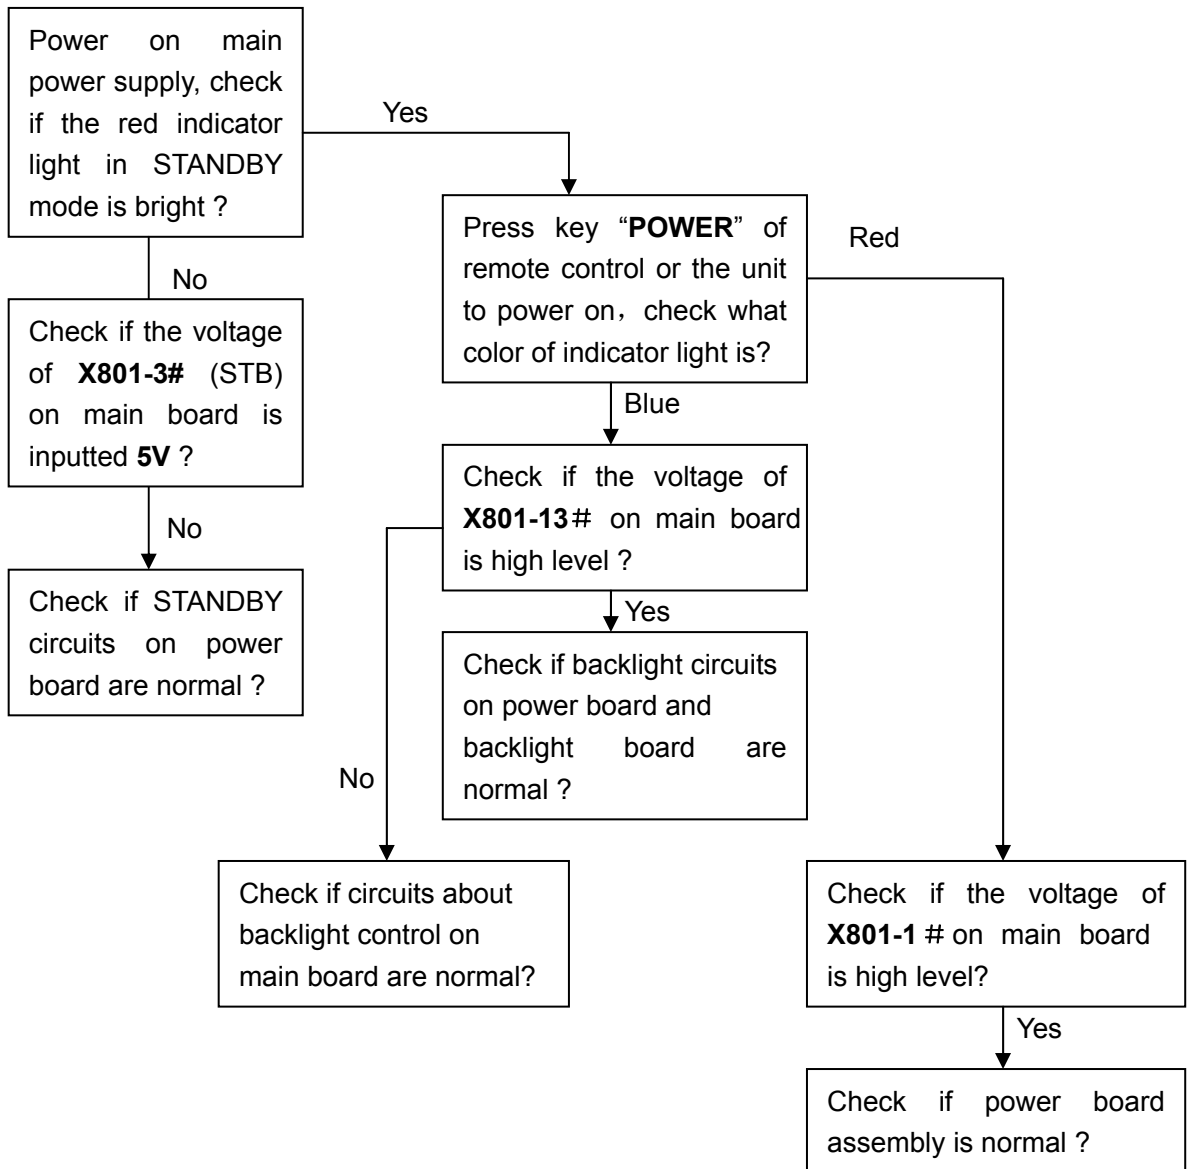 Power on main
power supply, check
if the red indicator
light in STANDBY
mode is bright ?
Yes
No
Check if the voltage
of X801-3# (STB)
on main board is
inputted 5V ?
No
Check if STANDBY
circuits on power
board are normal ?
Press key “POWER” of
remote control or the unit
to power on，check what
color of indicator light is?
Red
Blue
Check if the voltage of
X801-13＃ on main board
is high level ?
Yes
Check if backlight circuits
on power board and
backlight board are
normal ?
No
Check if circuits about
backlight control on
main board are normal?
Check if the voltage of
X801-1＃on main board
is high level?
Yes
Check if power board
assembly is normal ?